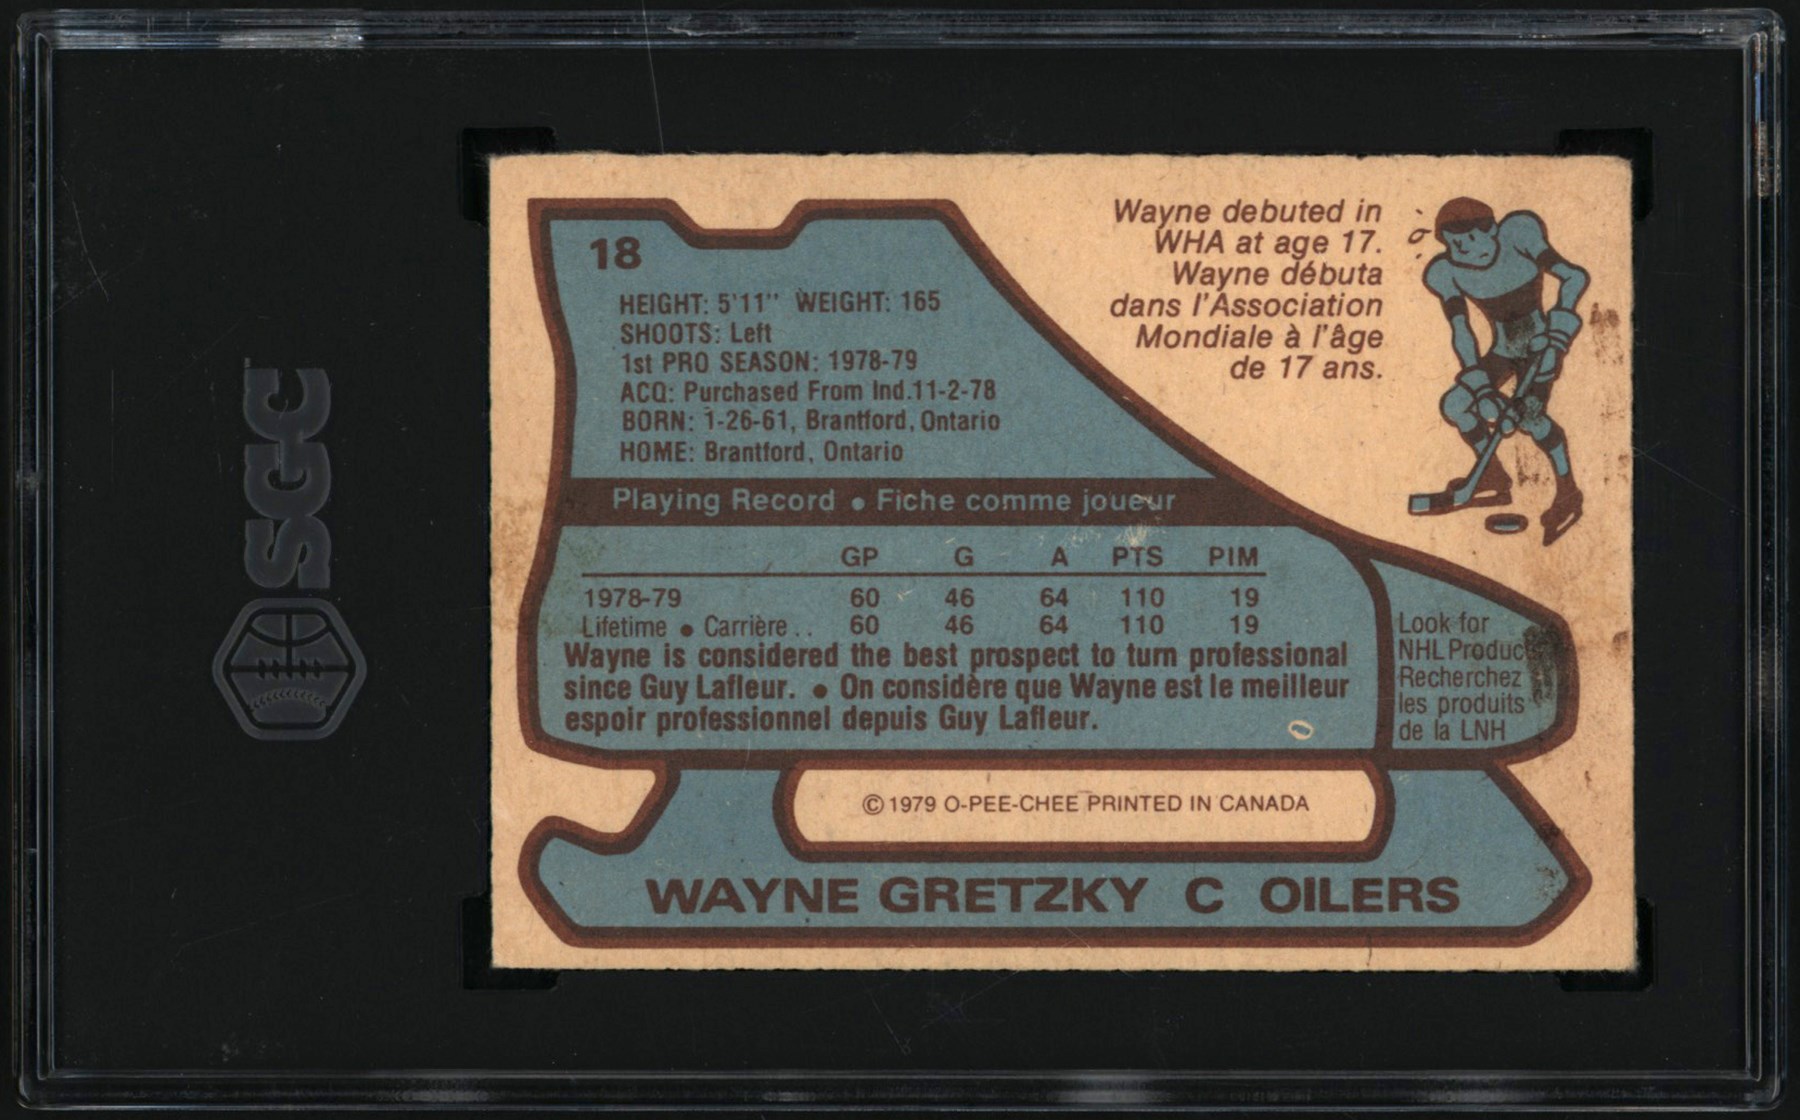 SGC
18
HEIGHT: 5'11" WEIGHT: 165
SHOOTS: Left
1st PRO SEASON: 1978-79
ACQ: Purchased From Ind.11-2-78
BORN: 1-26-61, Brantford, Ontario
HOME: Brantford, Ontario
Wayne debuted in
WHA at age 17.
Wayne débuta
dans l'Association
Mondiale à l'âge
de 17 ans.
Playing Record • Fiche comme joueur
GP G A PTS PIM
1978-79 60 46 64 110 19
Lifetime • Carrière .. 60 46 64 110 19
Wayne is considered the best prospect to turn professional
since Guy Lafleur. • On considère que Wayne est le meilleur
espoir professionnel depuis Guy Lafleur.
Look for
NHL Produc
Recherchez
les produits
de la LNH
© 1979 O-PEE-CHEE PRINTED IN CANADA
WAYNE GRETZKY C OILERS